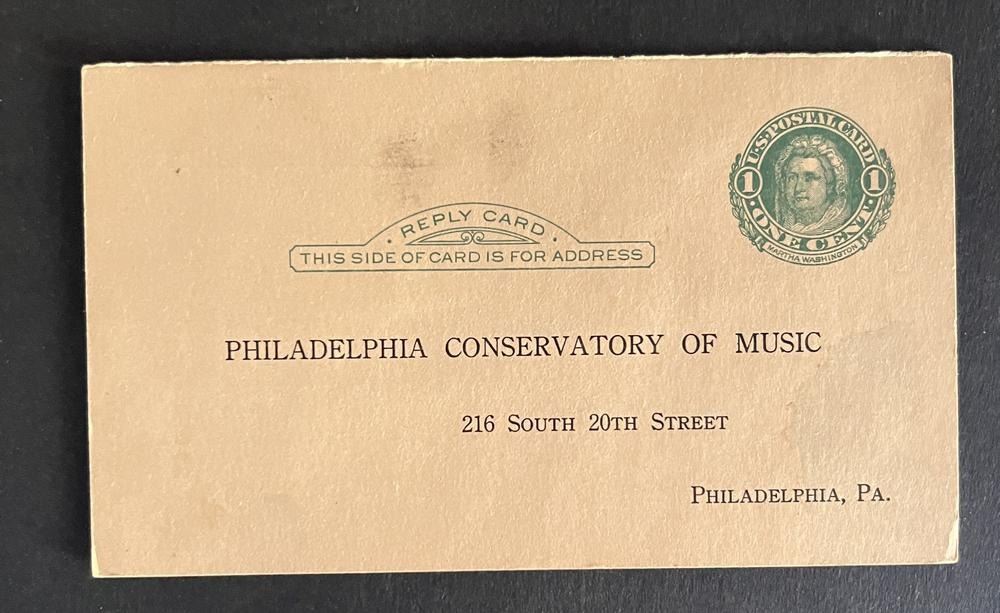 U.S. POSTAL CARD
1 1
· ONE CENT ·
MARTHA WASHINGTON
· REPLY CARD ·
THIS SIDE OF CARD IS FOR ADDRESS
PHILADELPHIA CONSERVATORY OF MUSIC
216 South 20th Street
Philadelphia, Pa.